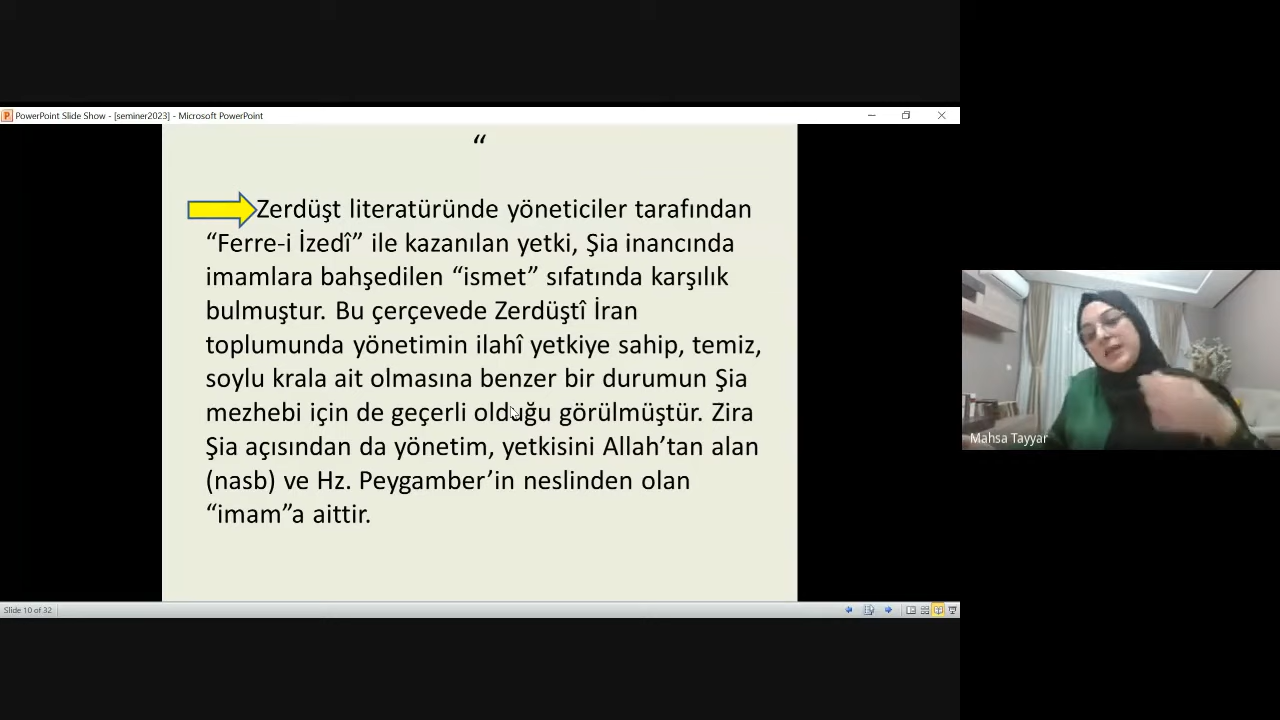 PowerPoint Slide Show - [seminer2023] - Microsoft PowerPoint
“
Zerdüşt literatüründe yöneticiler tarafından
“Ferre-i İzedî” ile kazanılan yetki, Şia inancında
imamlara bahşedilen “ismet” sıfatında karşılık
bulmuştur. Bu çerçevede Zerdüştî İran
toplumunda yönetimin ilahî yetkiye sahip, temiz,
soylu krala ait olmasına benzer bir durumun Şia
mezhebi için de geçerli olduğu görülmüştür. Zira
Şia açısından da yönetim, yetkisini Allah’tan alan
(nasb) ve Hz. Peygamber’in neslinden olan
“imam”a aittir.
Slide 10 of 32
Mahsa Tayyar